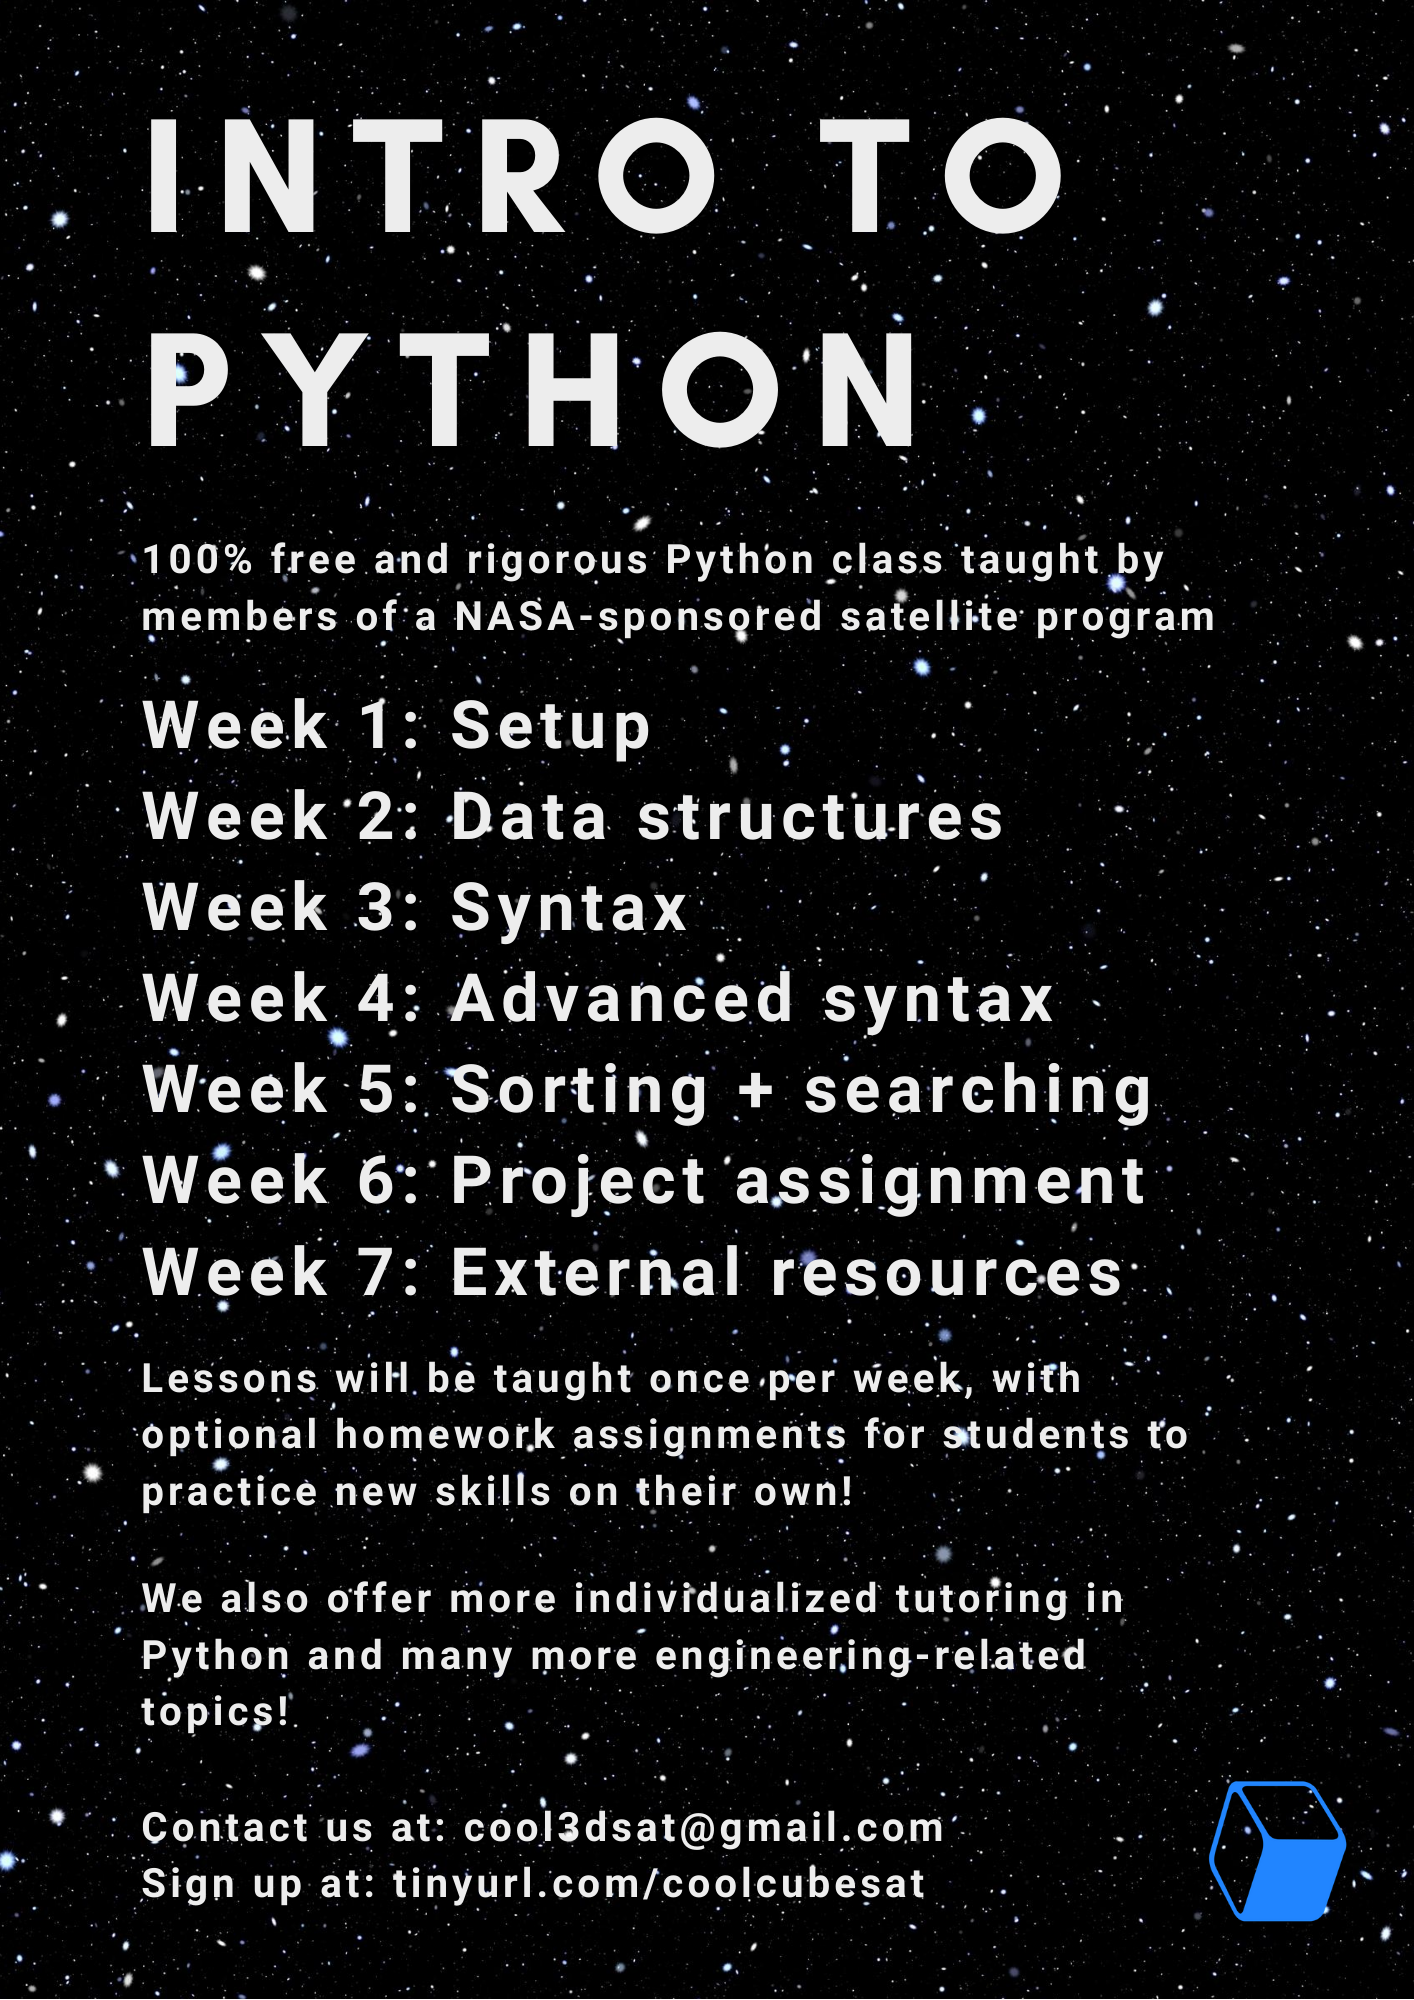 INTRO TO
PYTHON
100% free and rigorous Python class taught by
members of a NASA-sponsored satellite program
Week 1: Setup
Week 2: Data structures
Week 3: Syntax
Week 4: Advanced syntax
Week 5: Sorting + searching
Week 6: Project assignment
Week 7: External resources
Lessons will be taught once per week, with
optional homework assignments for students to
practice new skills on their own!
We also offer more individualized tutoring in
Python and many more engineering-related
topics!
Contact us at: cool3dsat@gmail.com
Sign up at: tinyurl.com/coolcubesat